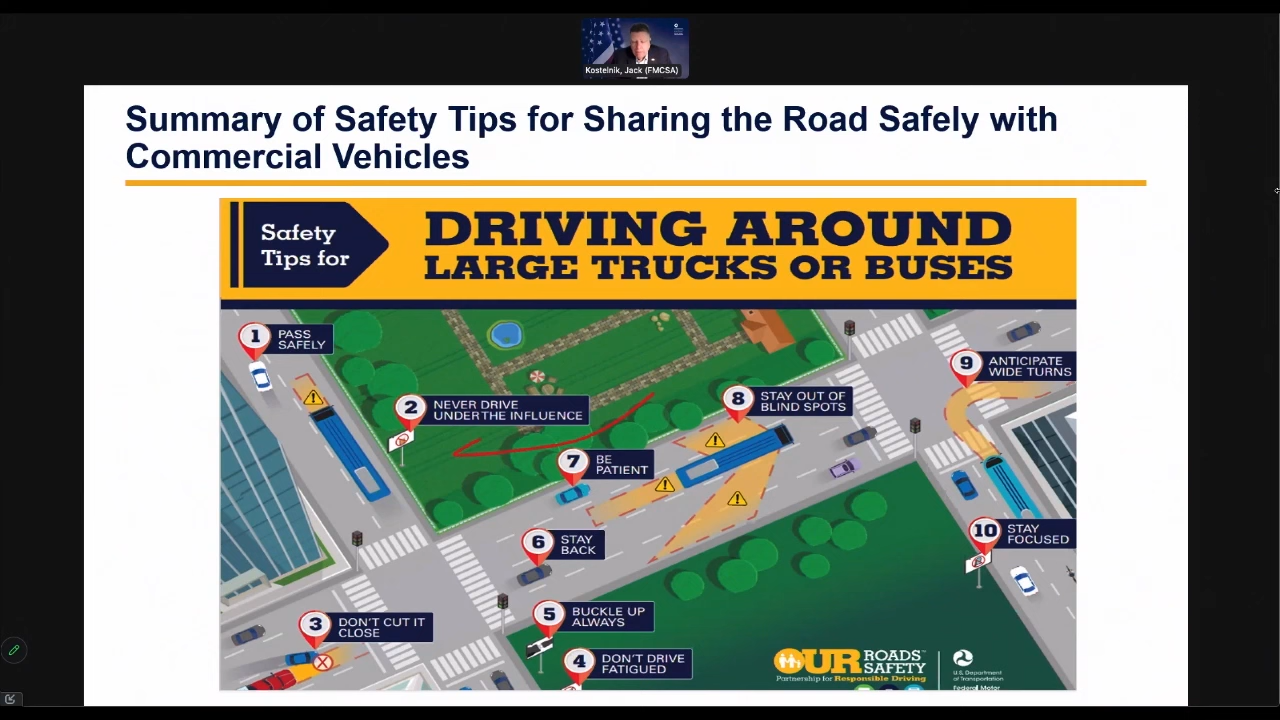 Kostelnik, Jack (FMCSA)
Summary of Safety Tips for Sharing the Road Safely with
Commercial Vehicles
Safety
Tips for
DRIVING AROUND
LARGE TRUCKS OR BUSES
1 PASS
SAFELY
2 NEVER DRIVE
UNDER THE INFLUENCE
8 STAY OUT OF
BLIND SPOTS
9 ANTICIPATE
WIDE TURNS
7 BE
PATIENT
6 STAY
BACK
10 STAY
FOCUSED
3 DON'T CUT IT
CLOSE
5 BUCKLE UP
ALWAYS
4 DON'T DRIVE
FATIGUED
OUR ROADS™
SAFETY
Partnership for Responsible Driving
U.S. Department
of Transportation
Federal Motor